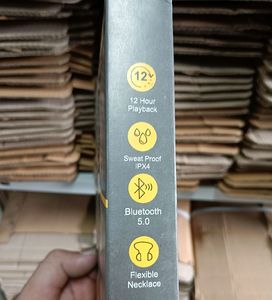 12
12 Hour
Playback
Sweat Proof
IPX4
Bluetooth
5.0
Flexible
Necklace